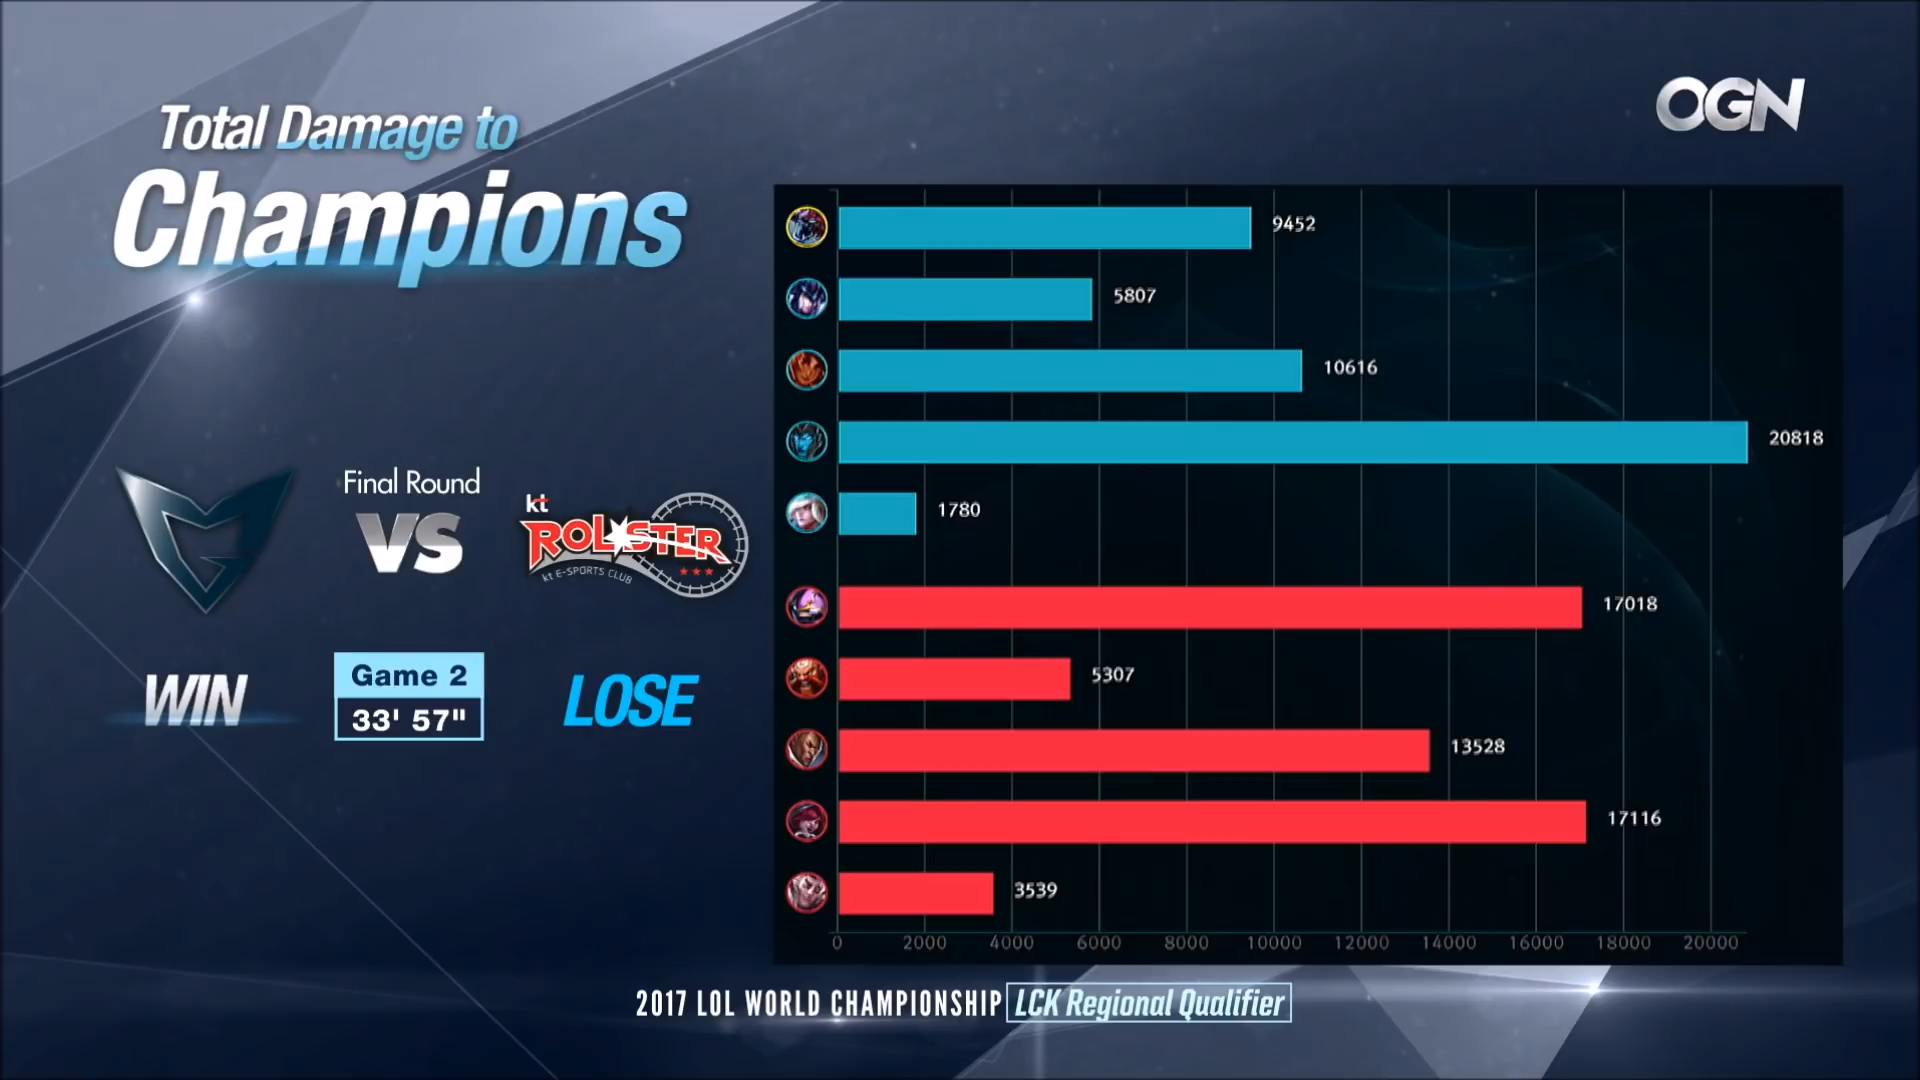 Total Damage to
Champions
OGN
Final Round
VS
kt
ROLSTER
kt E-SPORTS CLUB
WIN
Game 2
33' 57"
LOSE
9452
5807
10616
20818
1780
17018
5307
13528
17116
3539
0 2000 4000 6000 8000 10000 12000 14000 16000 18000 20000
2017 LOL WORLD CHAMPIONSHIP LCK Regional Qualifier